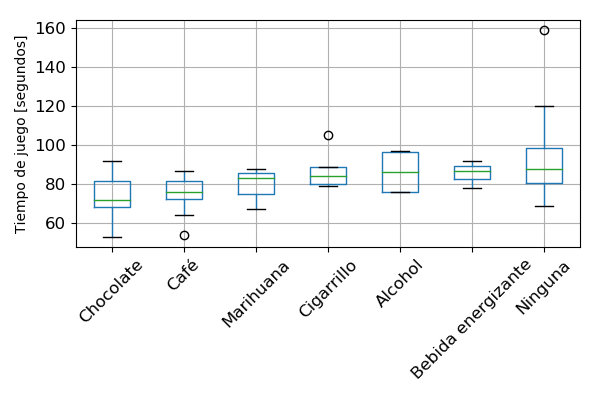 Tiempo de juego [segundos]
160
140
120
100
80
60
Chocolate
Café
Marihuana
Cigarrillo
Alcohol
Bebida energizante
Ninguna